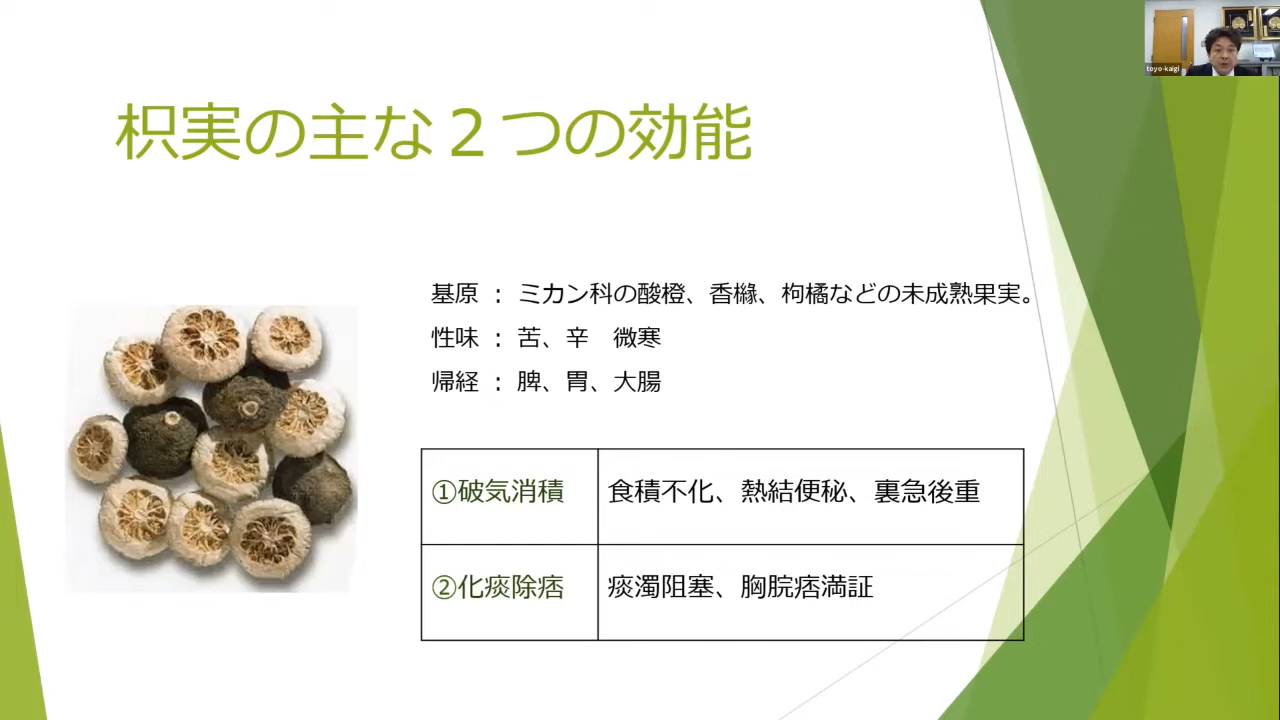 枳実の主な２つの効能
toyo-kaigi
基原 ： ミカン科の酸橙、香櫞、枸橘などの未成熟果実。
性味 ： 苦、辛　微寒
帰経 ： 脾、胃、大腸
①破気消積
食積不化、熱結便秘、裏急後重
②化痰除痞
痰濁阻塞、胸脘痞満証